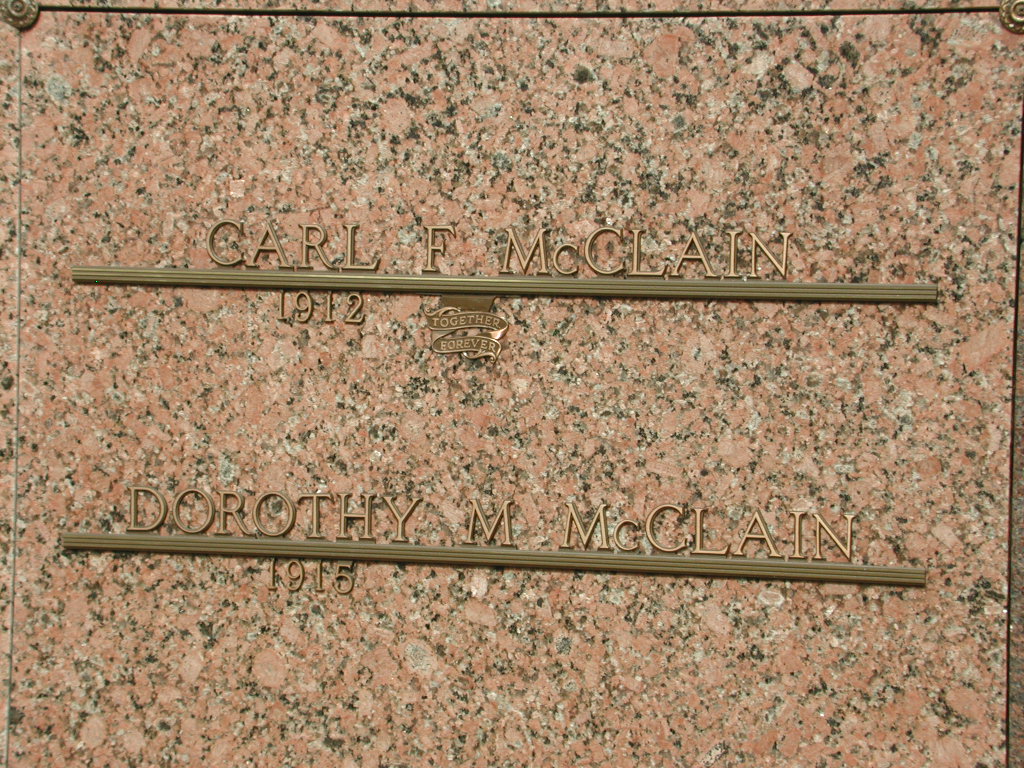 CARL F McCLAIN
1912
TOGETHER
FOREVER
DOROTHY M McCLAIN
1915